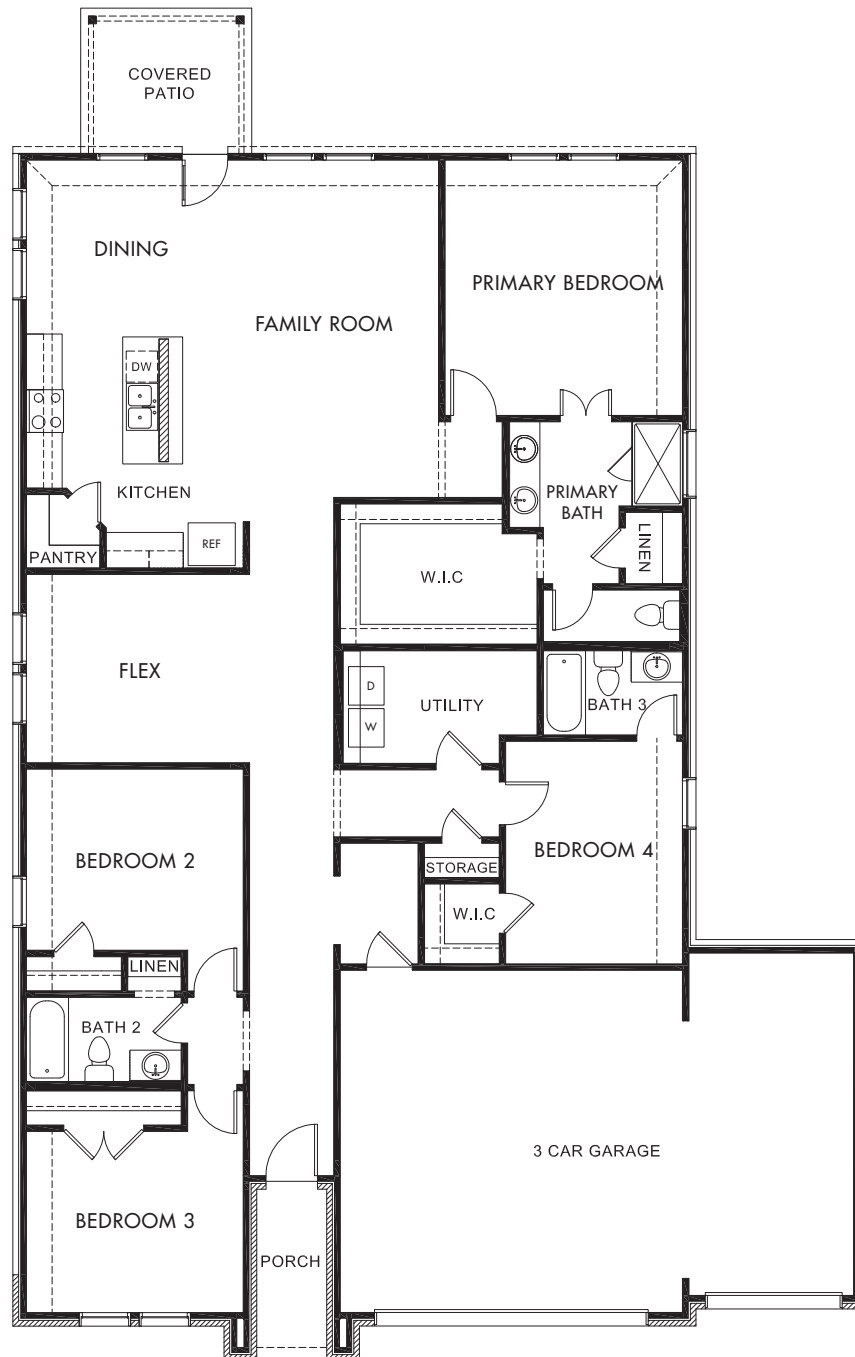 COVERED
PATIO
DINING
PRIMARY BEDROOM
FAMILY ROOM
DW
KITCHEN
PRIMARY
BATH
LINEN
REF
PANTRY
W.I.C
FLEX
D
UTILITY
BATH 3
W
BEDROOM 2
BEDROOM 4
STORAGE
W.I.C
LINEN
BATH 2
3 CAR GARAGE
BEDROOM 3
PORCH